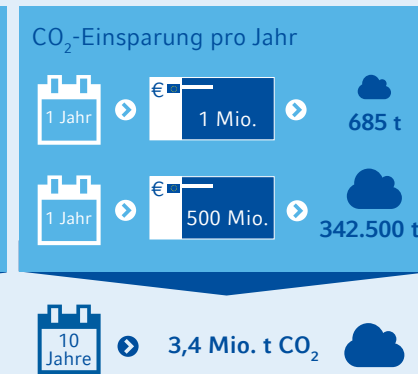 CO₂-Einsparung pro Jahr
1 Jahr € 1 Mio. 685 t
1 Jahr € 500 Mio. 342.500 t
10 Jahre 3,4 Mio. t CO₂